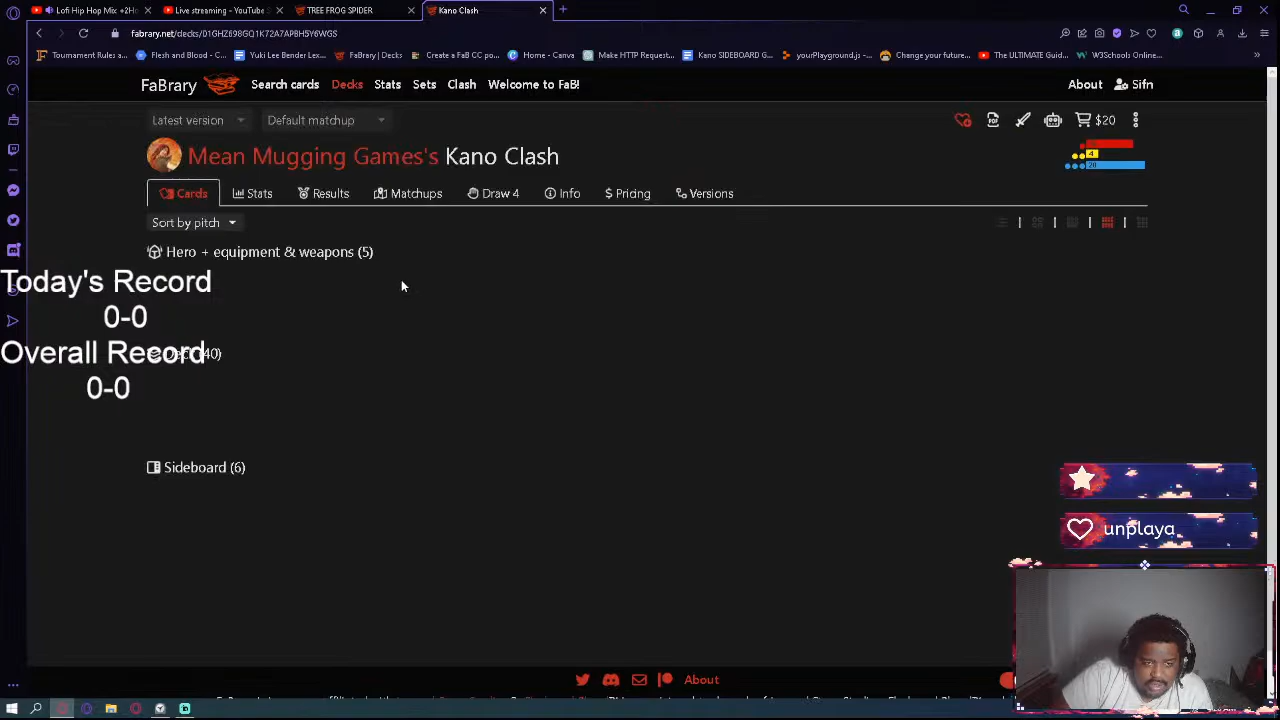 Lofi Hip Hop Mix +2Ho
Live streaming - YouTube S
TREE FROG SPIDER
Kano Clash
fabrary.net/decks/01GHZ698GQ1K72A7APBH5Y6WGS
Tournament Rules a...
Flesh and Blood - C...
Yuki Lee Bender Lex...
FaBrary | Decks
Create a FaB CC po...
Home - Canva
Make HTTP Request...
Kano SIDEBOARD G...
yourPlayground.js -...
Change your future...
The ULTIMATE Guid...
W3Schools Online...
FaBrary
Search cards
Decks
Stats
Sets
Clash
Welcome to FaB!
About
Sifn
Latest version
Default matchup
PDF
$20
Mean Mugging Games's Kano Clash
4
20
Cards
Stats
Results
Matchups
Draw 4
Info
Pricing
Versions
Sort by pitch
Hero + equipment & weapons (5)
Today's Record
0-0
Overall Record
0-0
Sideboard (6)
unplaya
About